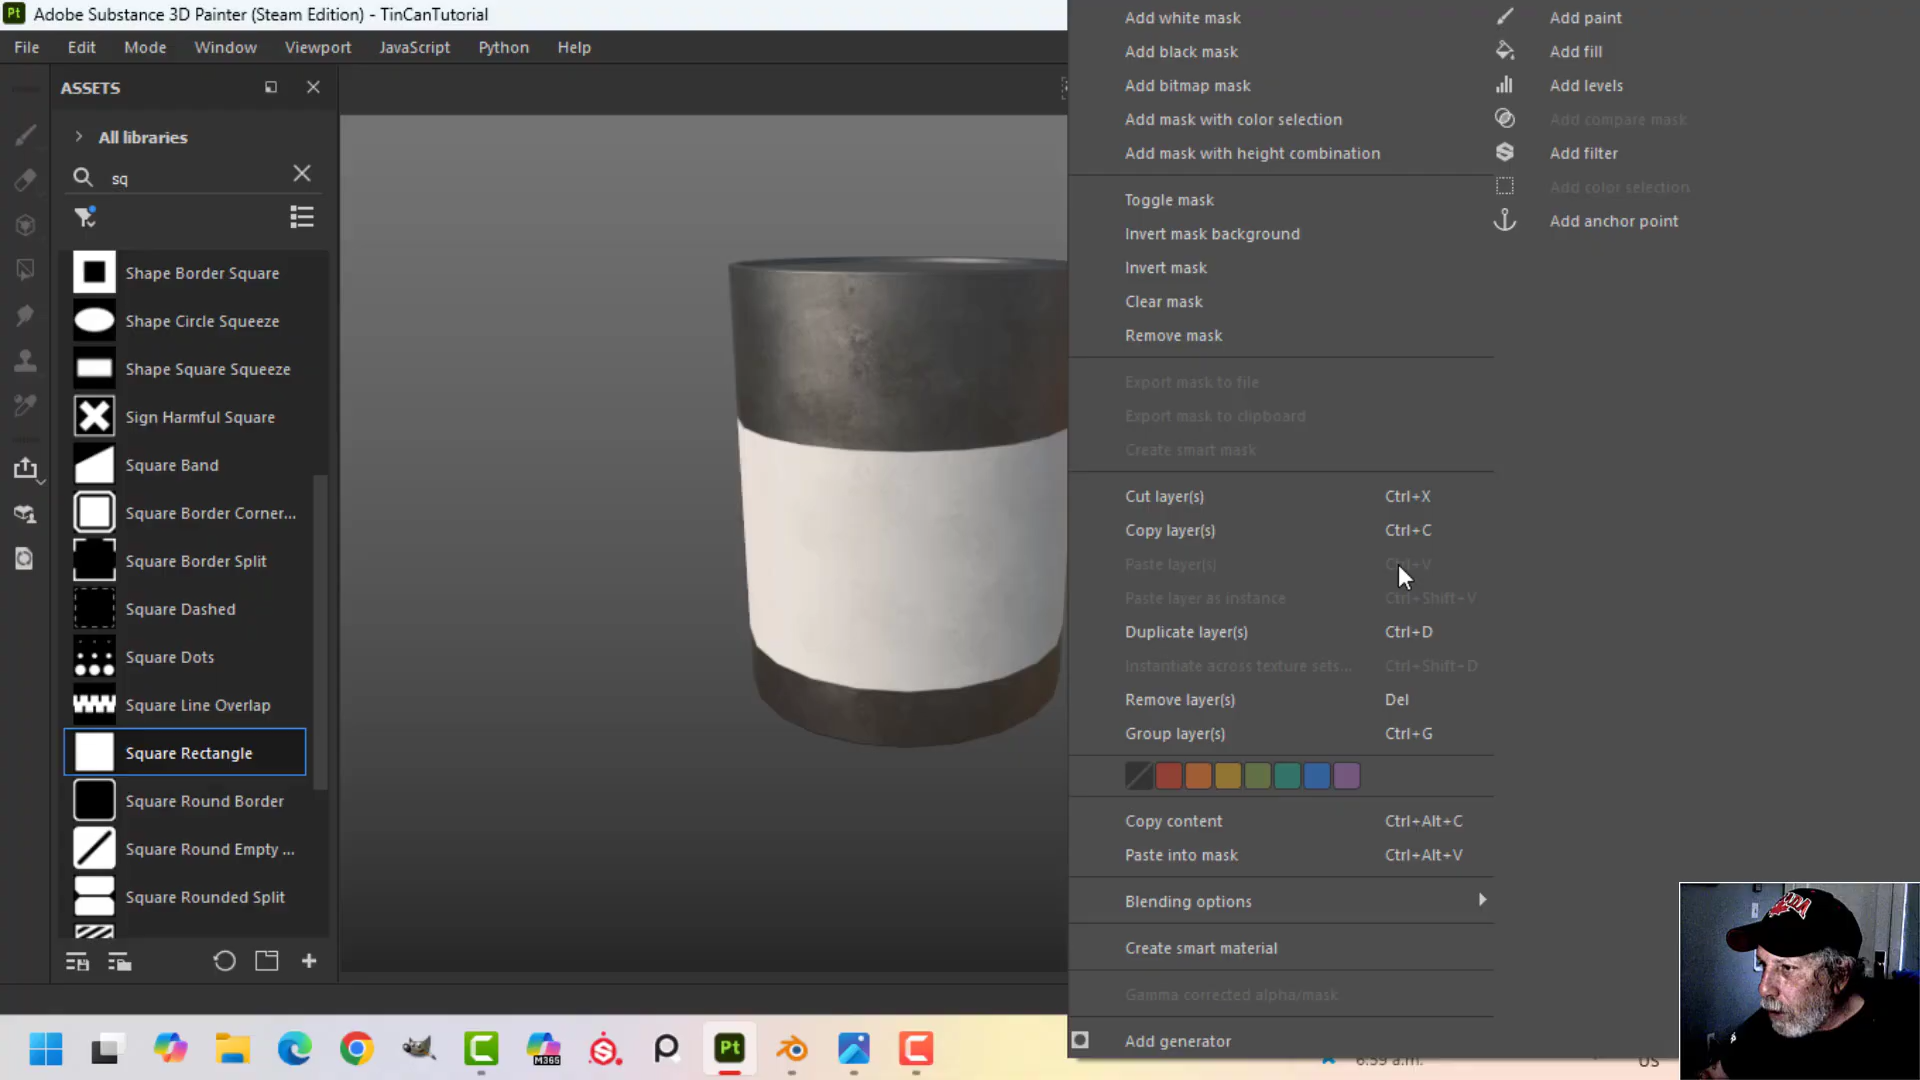 Pt Adobe Substance 3D Painter (Steam Edition) - TinCanTutorial
File Edit Mode Window Viewport JavaScript Python Help
ASSETS
All libraries
sq
Shape Border Square
Shape Circle Squeeze
Shape Square Squeeze
Sign Harmful Square
Square Band
Square Border Corner...
Square Border Split
Square Dashed
Square Dots
Square Line Overlap
Square Rectangle
Square Round Border
Square Round Empty ...
Square Rounded Split
Add white mask
Add black mask
Add bitmap mask
Add mask with color selection
Add mask with height combination
Toggle mask
Invert mask background
Invert mask
Clear mask
Remove mask
Export mask to file
Export mask to clipboard
Create smart mask
Cut layer(s) Ctrl+X
Copy layer(s) Ctrl+C
Paste layer(s) Ctrl+V
Paste layer as instance Ctrl+Shift+V
Duplicate layer(s) Ctrl+D
Instantiate across texture sets... Ctrl+Shift+D
Remove layer(s) Del
Group layer(s) Ctrl+G
Copy content Ctrl+Alt+C
Paste into mask Ctrl+Alt+V
Blending options
Create smart material
Gamma corrected alpha/mask
Add generator
Add paint
Add fill
Add levels
Add compare mask
Add filter
Add color selection
Add anchor point
M365
Pt
6:59 a.m.
US